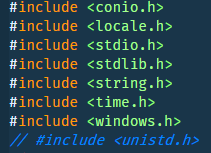 #include <conio.h>
#include <locale.h>
#include <stdio.h>
#include <stdlib.h>
#include <string.h>
#include <time.h>
#include <windows.h>
// #include <unistd.h>